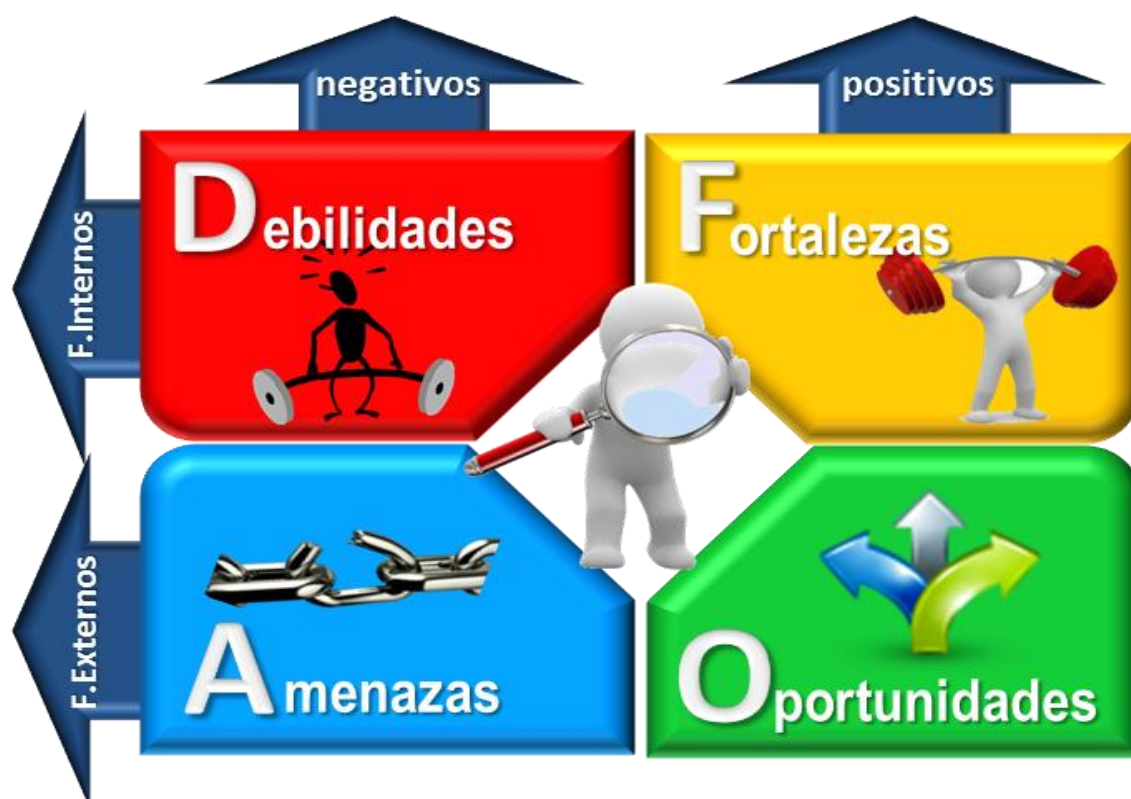 negativos
positivos
F.Internos
Debilidades
Fortalezas
F.Externos
Amenazas
Oportunidades